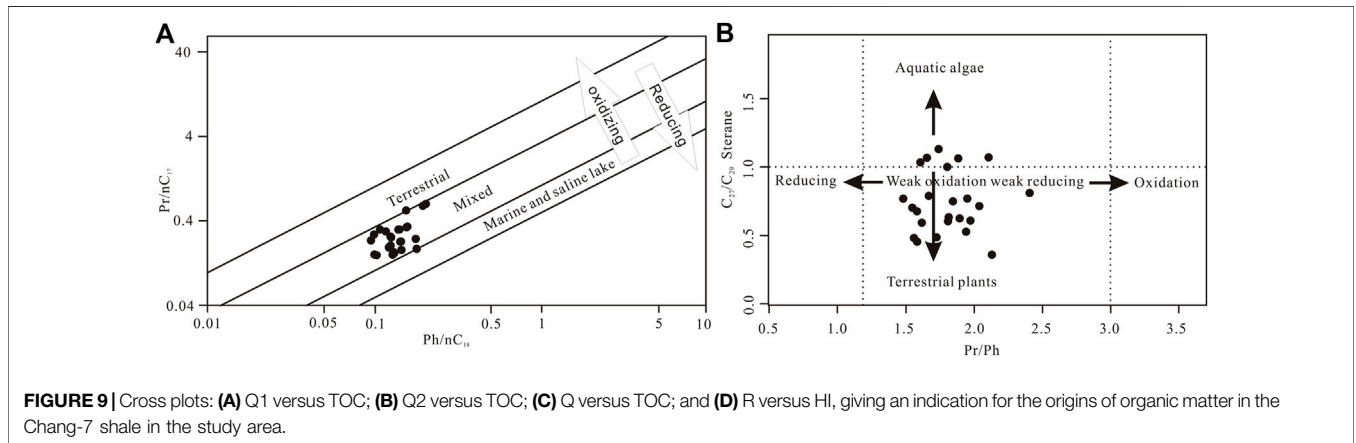 A
B
40
4
0.4
0.04
Pr/nC₁₇
0.01
0.05
0.1
0.5
1
5
10
Ph/nC₁₈
Terrestrial
Mixed
Marine and saline lake
oxidizing
Reducing
C₂₇/C₂₉ Sterane
1.5
1.0
0.5
0.0
0.5
1.0
1.5
2.0
2.5
3.0
3.5
Pr/Ph
Aquatic algae
Reducing
Weak oxidation weak reducing
Oxidation
Terrestrial plants
FIGURE 9 | Cross plots: (A) Q1 versus TOC; (B) Q2 versus TOC; (C) Q versus TOC; and (D) R versus HI, giving an indication for the origins of organic matter in the
Chang-7 shale in the study area.